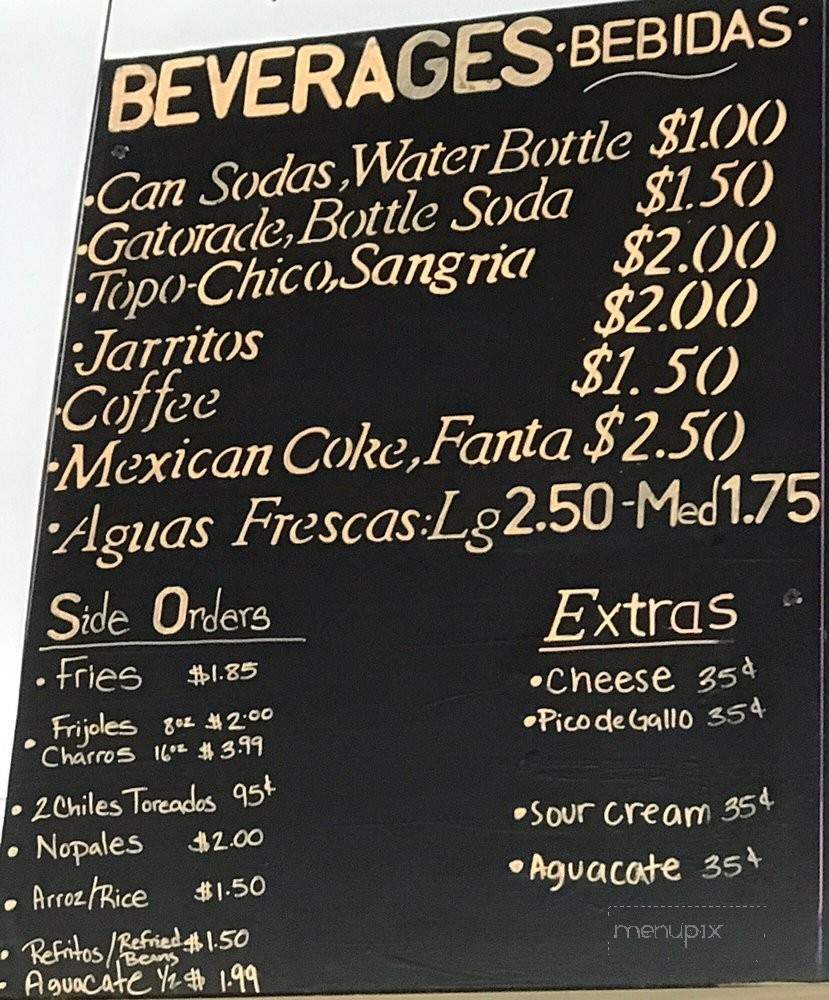 BEVERAGES·BEBIDAS·
·Can Sodas, Water Bottle $1.00
·Gatorade, Bottle Soda $1.50
·Topo-Chico, Sangria $2.00
·Jarritos $2.00
·Coffee $1.50
·Mexican Coke, Fanta $2.50
·Aguas Frescas: Lg 2.50 - Med 1.75
Side Orders
• Fries $1.85
• Frijoles 8oz $2.00
Charros 16oz $3.99
• 2 Chiles Toreados 95¢
• Nopales $2.00
• Arroz/Rice $1.50
• Refritos/Refried $1.50
Beans
• Aguacate 1/2 $1.99
Extras
•Cheese 35¢
•Pico de Gallo 35¢
•Sour cream 35¢
•Aguacate 35¢
menupix